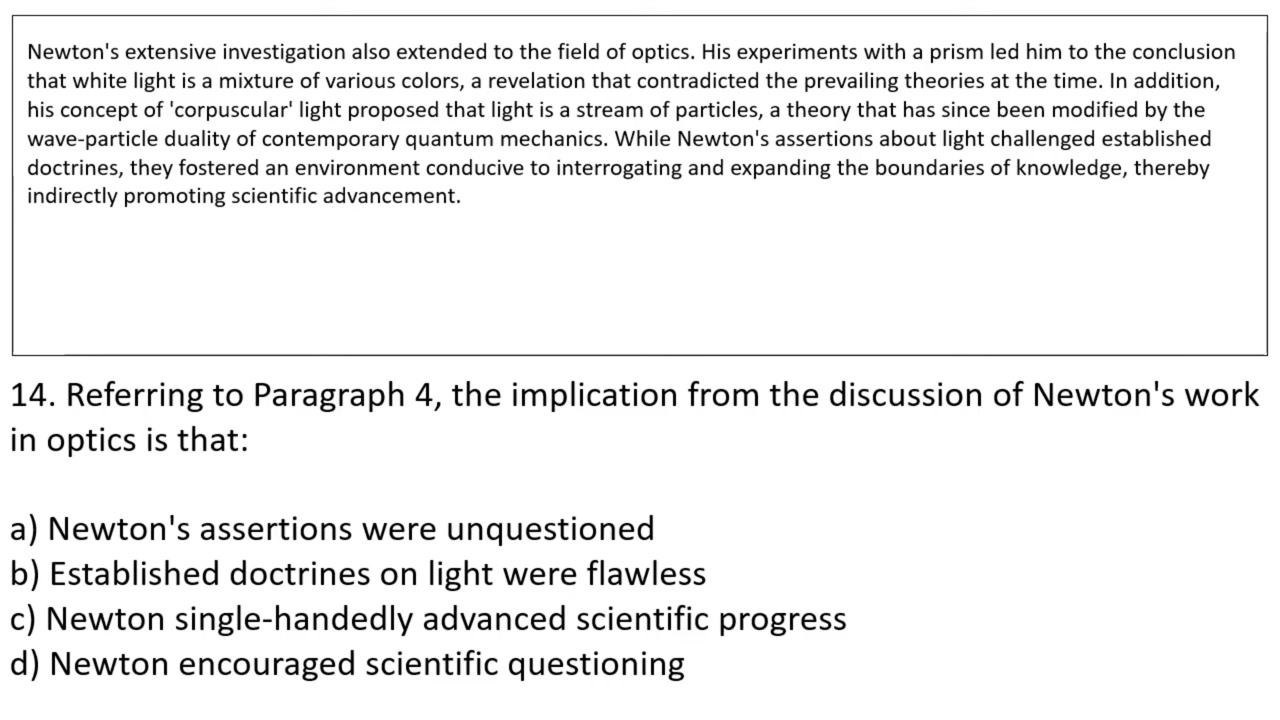 Newton's extensive investigation also extended to the field of optics. His experiments with a prism led him to the conclusion
that white light is a mixture of various colors, a revelation that contradicted the prevailing theories at the time. In addition,
his concept of 'corpuscular' light proposed that light is a stream of particles, a theory that has since been modified by the
wave-particle duality of contemporary quantum mechanics. While Newton's assertions about light challenged established
doctrines, they fostered an environment conducive to interrogating and expanding the boundaries of knowledge, thereby
indirectly promoting scientific advancement.
14. Referring to Paragraph 4, the implication from the discussion of Newton's work
in optics is that:
a) Newton's assertions were unquestioned
b) Established doctrines on light were flawless
c) Newton single-handedly advanced scientific progress
d) Newton encouraged scientific questioning